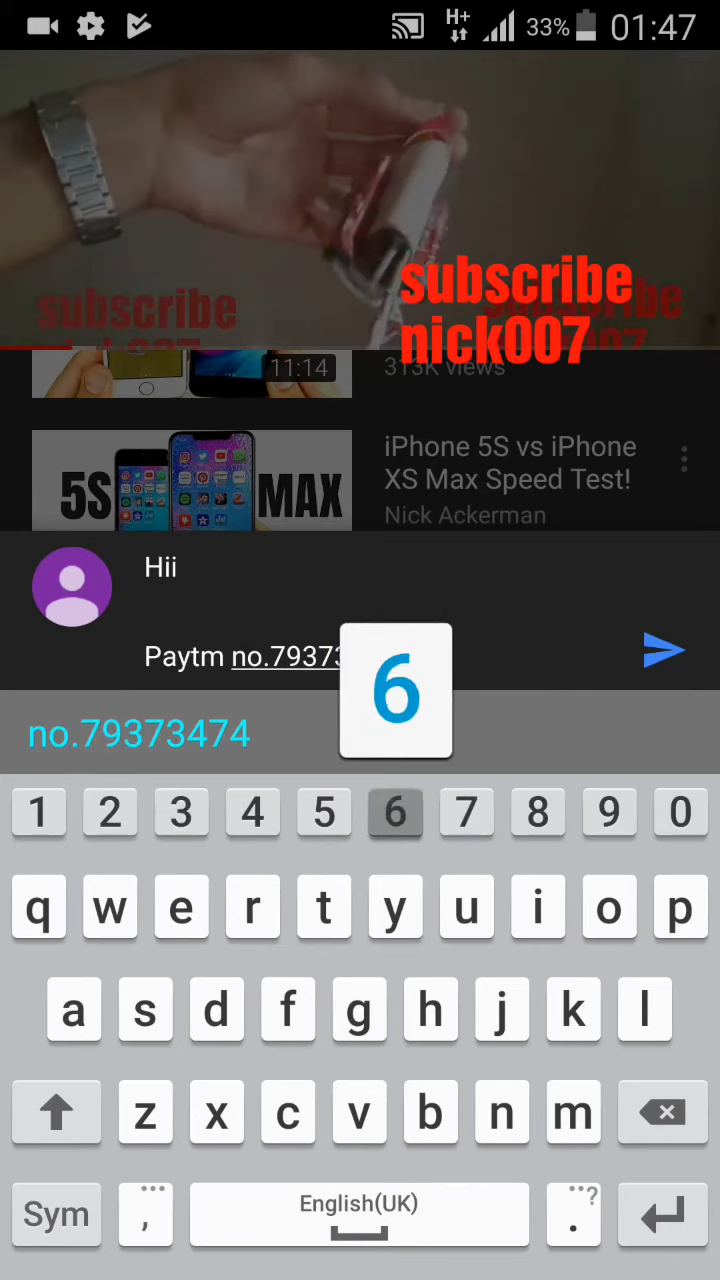 H+
33%
01:47
subscribe
nick007
subscribe
11:14
313K views
5S
MAX
iPhone 5S vs iPhone
XS Max Speed Test!
Nick Ackerman
Hii
Paytm no.7937
6
no.79373474
1 2 3 4 5 6 7 8 9 0
q w e r t y u i o p
a s d f g h j k l
z x c v b n m
Sym , English(UK) . ?